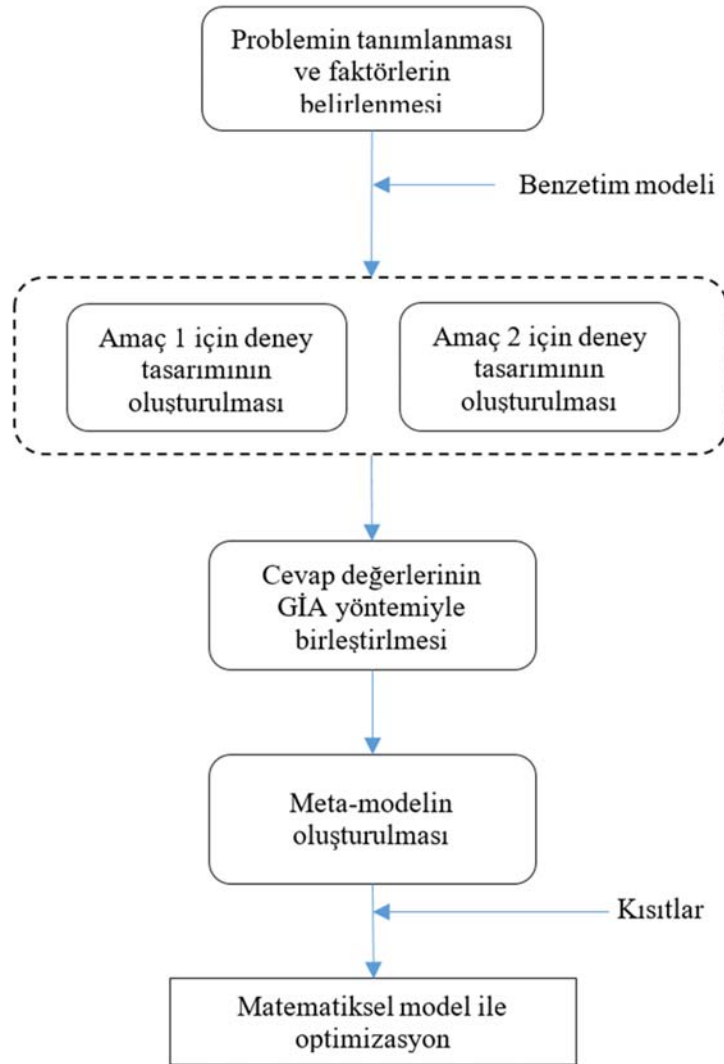 Problemin tanımlanması
ve faktörlerin
belirlenmesi
Benzetim modeli
Amaç 1 için deney
tasarımının
oluşturulması
Amaç 2 için deney
tasarımının
oluşturulması
Cevap değerlerinin
GİA yöntemiyle
birleştirlmesi
Meta-modelin
oluşturulması
Kısıtlar
Matematiksel model ile
optimizasyon